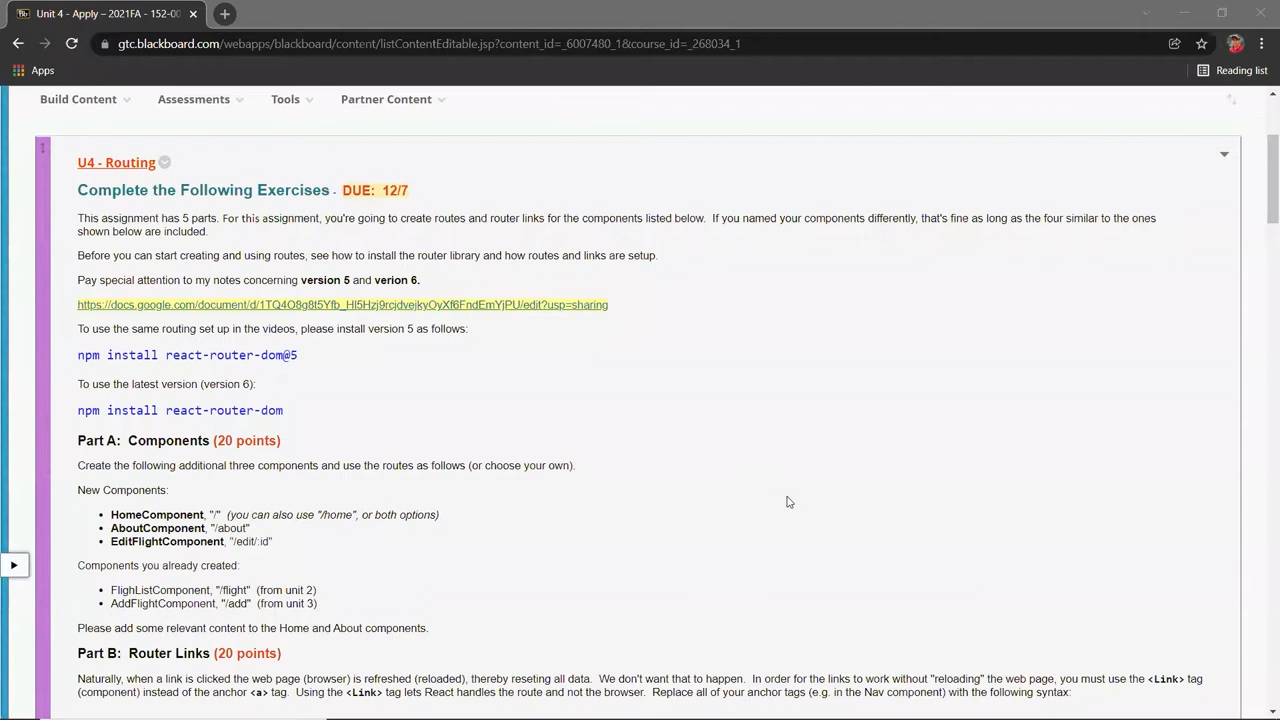 Unit 4 - Apply – 2021FA - 152-00
gtc.blackboard.com/webapps/blackboard/content/listContentEditable.jsp?content_id=_6007480_1&course_id=_268034_1
Apps
Reading list
Build Content
Assessments
Tools
Partner Content
U4 - Routing
Complete the Following Exercises - DUE: 12/7
This assignment has 5 parts. For this assignment, you're going to create routes and router links for the components listed below. If you named your components differently, that's fine as long as the four similar to the ones
shown below are included.
Before you can start creating and using routes, see how to install the router library and how routes and links are setup.
Pay special attention to my notes concerning version 5 and verion 6.
https://docs.google.com/document/d/1TQ4O8g8t5Yfb_Hl5Hzj9rcjdvejkyOyXf6FndEmYjPU/edit?usp=sharing
To use the same routing set up in the videos, please install version 5 as follows:
npm install react-router-dom@5
To use the latest version (version 6):
npm install react-router-dom
Part A: Components (20 points)
Create the following additional three components and use the routes as follows (or choose your own).
New Components:
• HomeComponent, "/" (you can also use "/home", or both options)
• AboutComponent, "/about"
• EditFlightComponent, "/edit/:id"
Components you already created:
• FlighListComponent, "/flight" (from unit 2)
• AddFlightComponent, "/add" (from unit 3)
Please add some relevant content to the Home and About components.
Part B: Router Links (20 points)
Naturally, when a link is clicked the web page (browser) is refreshed (reloaded), thereby reseting all data. We don't want that to happen. In order for the links to work without "reloading" the web page, you must use the <Link> tag
(component) instead of the anchor <a> tag. Using the <Link> tag lets React handles the route and not the browser. Replace all of your anchor tags (e.g. in the Nav component) with the following syntax: